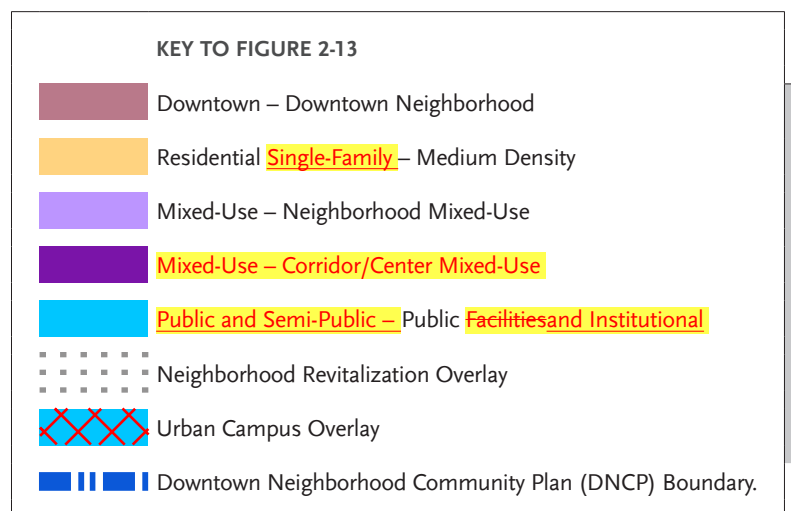 KEY TO FIGURE 2-13
Downtown – Downtown Neighborhood
Residential Single-Family – Medium Density
Mixed-Use – Neighborhood Mixed-Use
Mixed-Use – Corridor/Center Mixed-Use
Public and Semi-Public – Public Facilitiesand Institutional
Neighborhood Revitalization Overlay
Urban Campus Overlay
Downtown Neighborhood Community Plan (DNCP) Boundary.